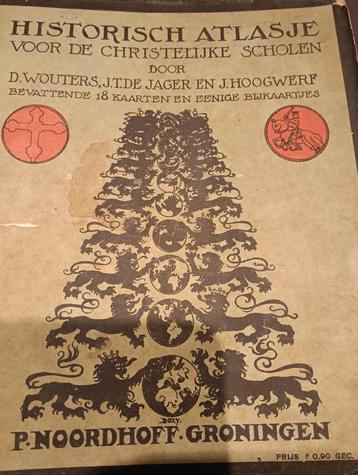 HISTORISCH ATLASJE
VOOR DE CHRISTELIJKE SCHOLEN
DOOR
D. WOUTERS, J.T. DE JAGER EN J. HOOGWERF
BEVATTENDE 18 KAARTEN EN EENIGE BIJKAARTJES
BOZY.
P. NOORDHOFF. GRONINGEN
PRIJS f 0.90 GEC.